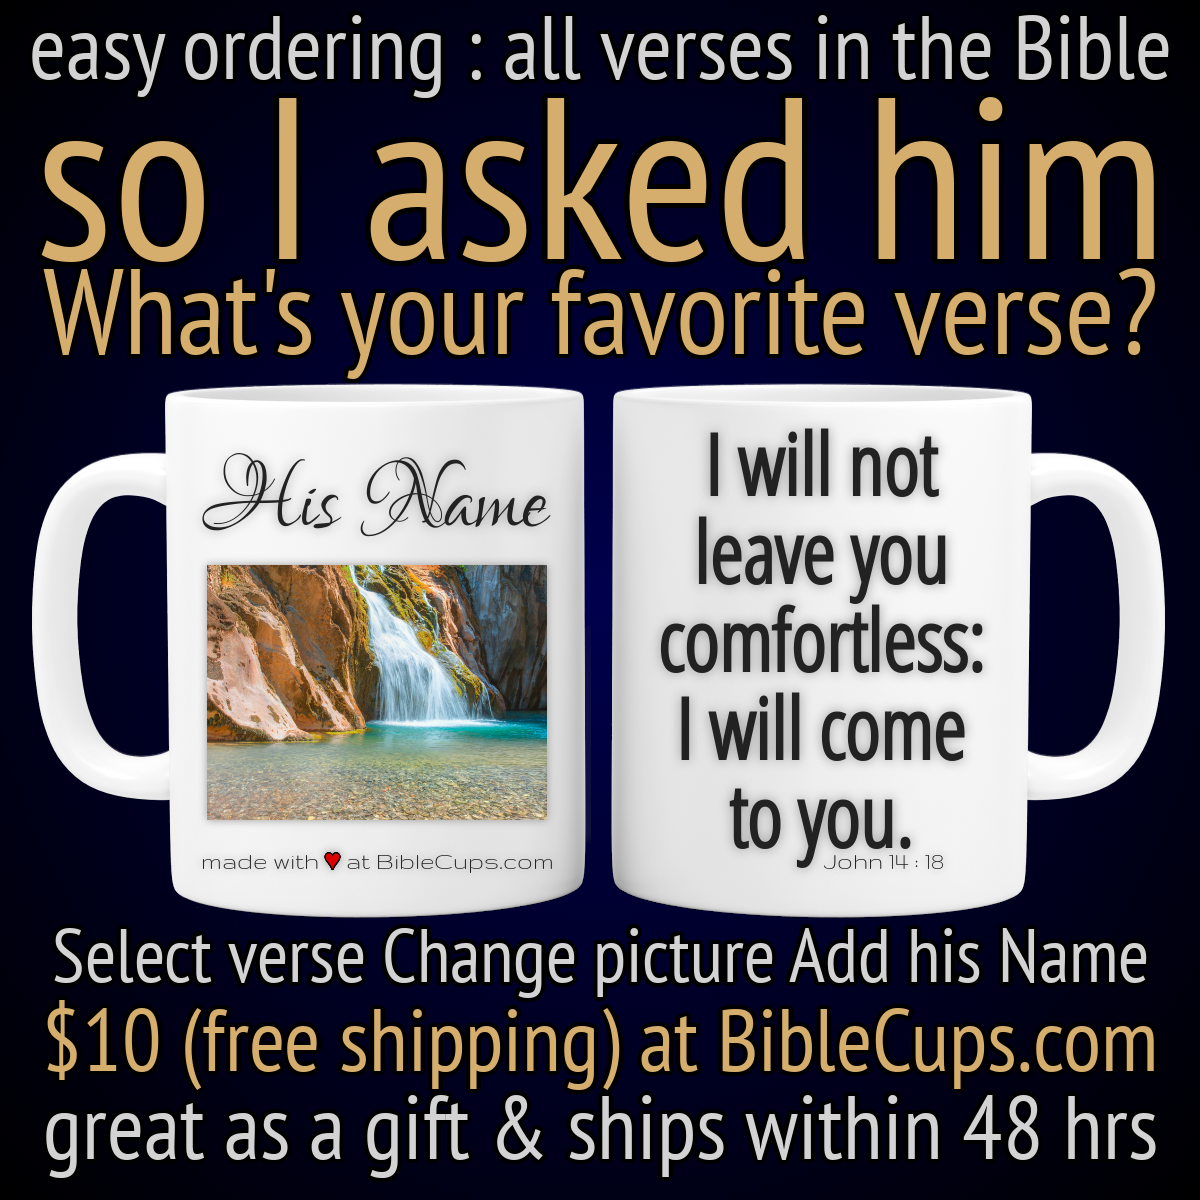 easy ordering : all verses in the Bible
so I asked him
What's your favorite verse?
His Name
made with ♥ at BibleCups.com
I will not
leave you
comfortless:
I will come
to you.
John 14 : 18
Select verse Change picture Add his Name
$10 (free shipping) at BibleCups.com
great as a gift & ships within 48 hrs